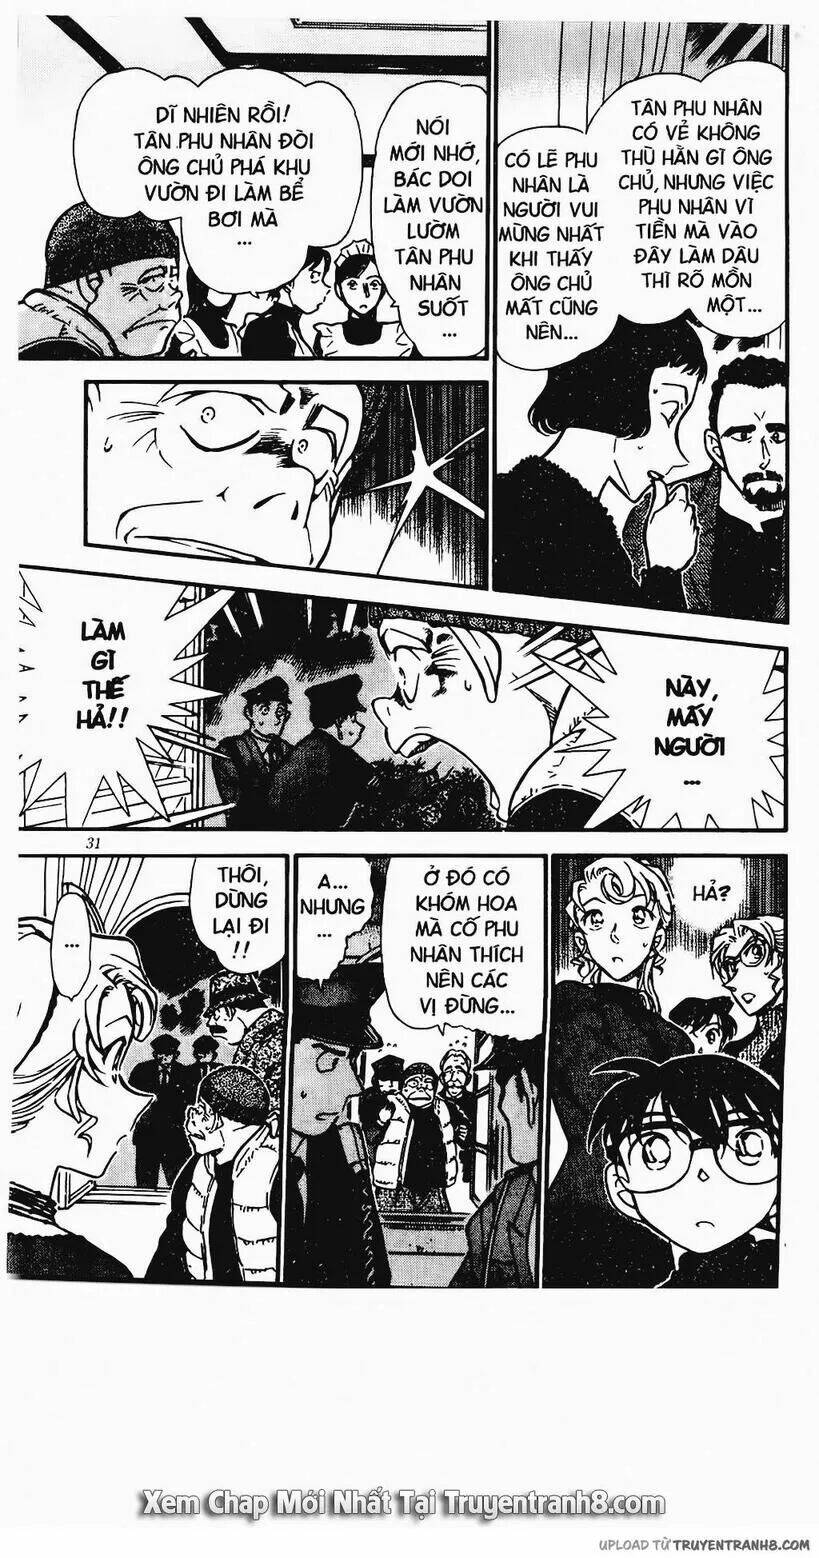 TÂN PHU NHÂN
CÓ VẺ KHÔNG
THÙ HẰN GÌ ÔNG
CHỦ, NHƯNG VIỆC
PHU NHÂN VÌ
TIỀN MÀ VÀO
ĐÂY LÀM DÂU
THÌ RÕ MỒN
MỘT...
CÓ LẼ PHU
NHÂN LÀ
NGƯỜI VUI
MỪNG NHẤT
KHI THẤY
ÔNG CHỦ
MẤT CŨNG
NÊN...
NÓI
MỚI NHỚ,
BÁC DOI
LÀM VƯỜN
LƯỜM
TÂN PHU
NHÂN
SUỐT
...
DĨ NHIÊN RỒI!
TÂN PHU NHÂN ĐÒI
ÔNG CHỦ PHÁ KHU
VƯỜN ĐI LÀM BỂ
BƠI MÀ
...
NÀY,
MẤY
NGƯỜI
...
LÀM
GÌ
THẾ
HẢ!!
31
HẢ?
Ở ĐÓ CÓ
KHÓM HOA
MÀ CỐ PHU
NHÂN THÍCH
NÊN CÁC
VỊ ĐỪNG...
A...
NHƯNG
...
THÔI,
DỪNG
LẠI ĐI
!!
...
Xem Chap Mới Nhất Tại Truyentranh8.com
UPLOAD TỪ TRUYENTRANH8.COM